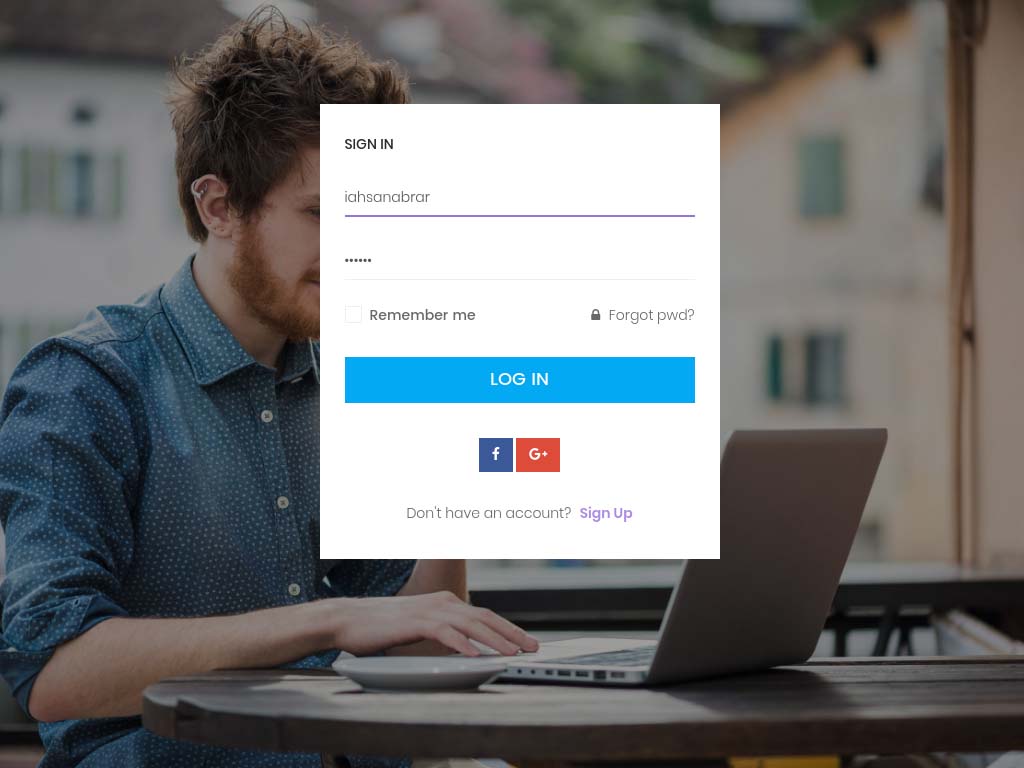 SIGN IN
iahsanabrar
••••••
Remember me
Forgot pwd?
LOG IN
f
G+
Don't have an account? Sign Up